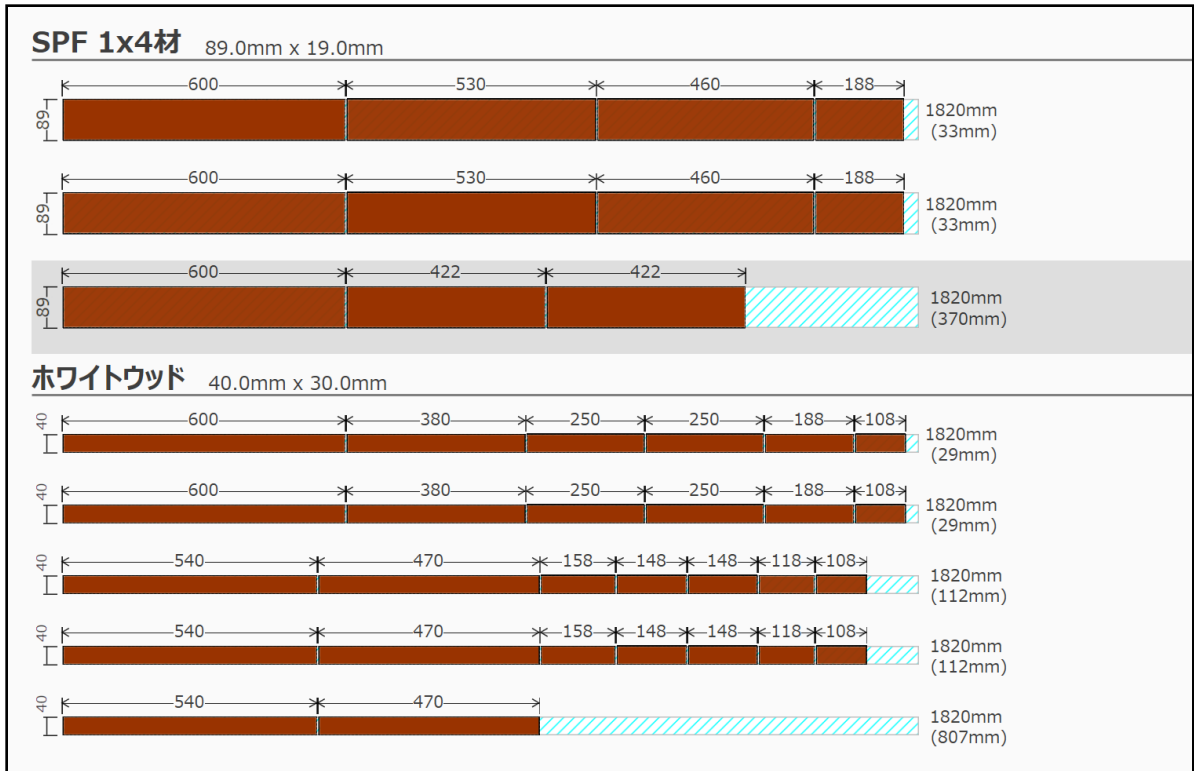 SPF 1x4材 89.0mm x 19.0mm
600 530 460 188
89
1820mm
(33mm)
600 530 460 188
89
1820mm
(33mm)
600 422 422
89
1820mm
(370mm)
ホワイトウッド 40.0mm x 30.0mm
600 380 250 250 188 108
40
1820mm
(29mm)
600 380 250 250 188 108
40
1820mm
(29mm)
540 470 158 148 148 118 108
40
1820mm
(112mm)
540 470 158 148 148 118 108
40
1820mm
(112mm)
540 470
40
1820mm
(807mm)